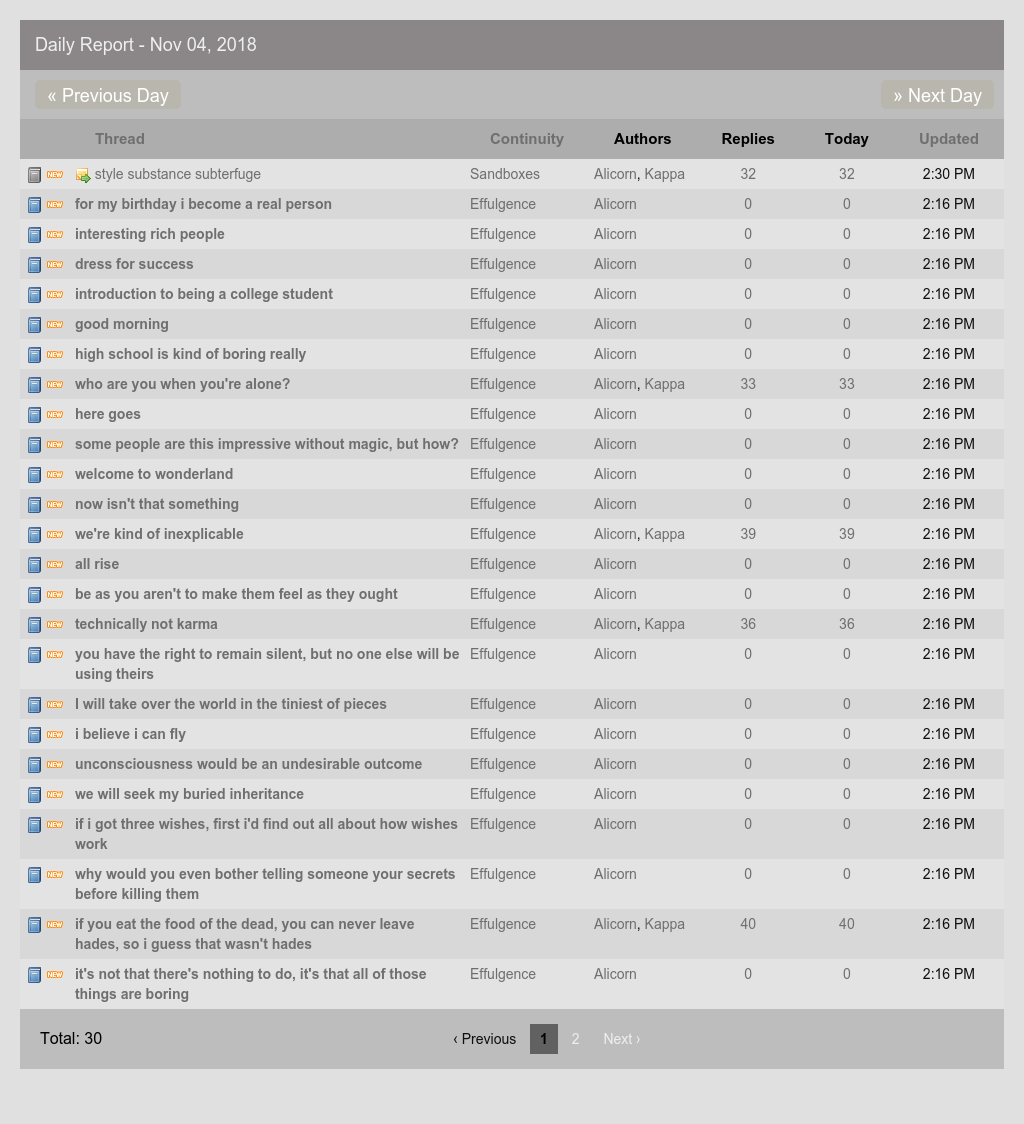 Daily Report - Nov 04, 2018
« Previous Day » Next Day
Thread Continuity Authors Replies Today Updated
NEW style substance subterfuge Sandboxes Alicorn, Kappa 32 32 2:30 PM
NEW for my birthday i become a real person Effulgence Alicorn 0 0 2:16 PM
NEW interesting rich people Effulgence Alicorn 0 0 2:16 PM
NEW dress for success Effulgence Alicorn 0 0 2:16 PM
NEW introduction to being a college student Effulgence Alicorn 0 0 2:16 PM
NEW good morning Effulgence Alicorn 0 0 2:16 PM
NEW high school is kind of boring really Effulgence Alicorn 0 0 2:16 PM
NEW who are you when you're alone? Effulgence Alicorn, Kappa 33 33 2:16 PM
NEW here goes Effulgence Alicorn 0 0 2:16 PM
NEW some people are this impressive without magic, but how? Effulgence Alicorn 0 0 2:16 PM
NEW welcome to wonderland Effulgence Alicorn 0 0 2:16 PM
NEW now isn't that something Effulgence Alicorn 0 0 2:16 PM
NEW we're kind of inexplicable Effulgence Alicorn, Kappa 39 39 2:16 PM
NEW all rise Effulgence Alicorn 0 0 2:16 PM
NEW be as you aren't to make them feel as they ought Effulgence Alicorn 0 0 2:16 PM
NEW technically not karma Effulgence Alicorn, Kappa 36 36 2:16 PM
NEW you have the right to remain silent, but no one else will be Effulgence Alicorn 0 0 2:16 PM
using theirs
NEW I will take over the world in the tiniest of pieces Effulgence Alicorn 0 0 2:16 PM
NEW i believe i can fly Effulgence Alicorn 0 0 2:16 PM
NEW unconsciousness would be an undesirable outcome Effulgence Alicorn 0 0 2:16 PM
NEW we will seek my buried inheritance Effulgence Alicorn 0 0 2:16 PM
NEW if i got three wishes, first i'd find out all about how wishes Effulgence Alicorn 0 0 2:16 PM
work
NEW why would you even bother telling someone your secrets Effulgence Alicorn 0 0 2:16 PM
before killing them
NEW if you eat the food of the dead, you can never leave Effulgence Alicorn, Kappa 40 40 2:16 PM
hades, so i guess that wasn't hades
NEW it's not that there's nothing to do, it's that all of those Effulgence Alicorn 0 0 2:16 PM
things are boring
Total: 30 ‹ Previous 1 2 Next ›